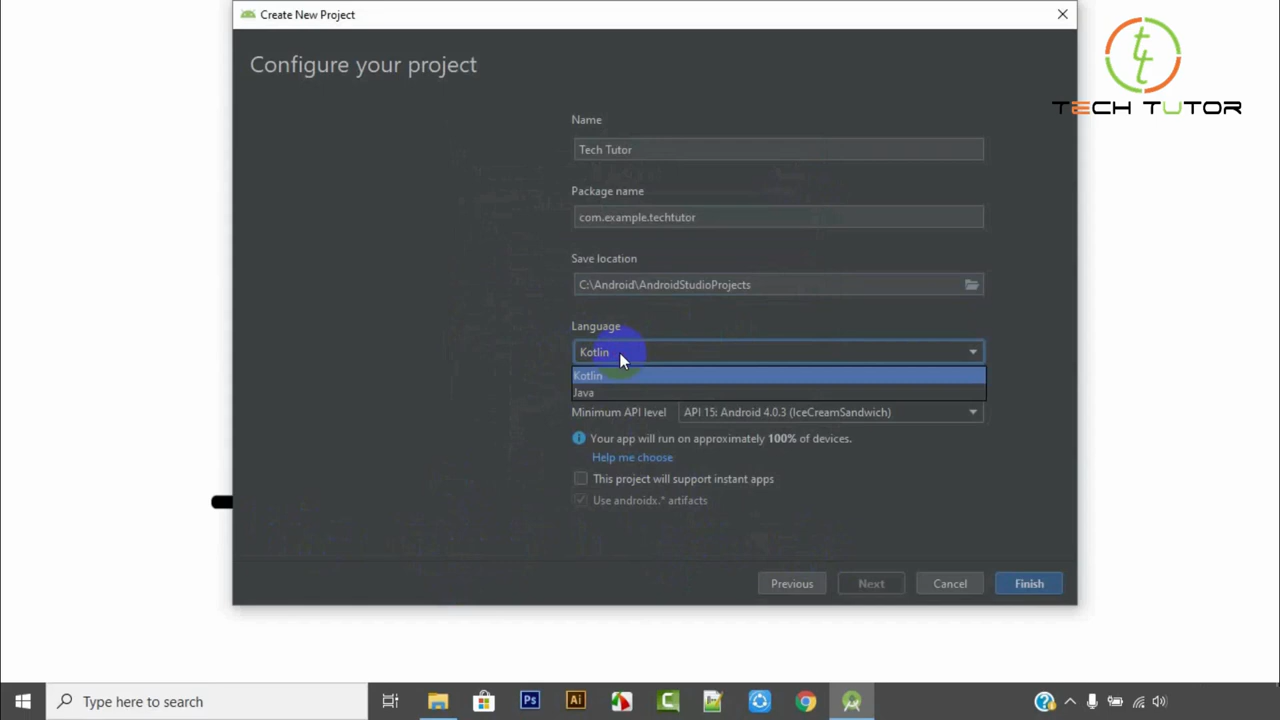 Create New Project
tt
TECH TUTOR
Configure your project
Name
Tech Tutor
Package name
com.example.techtutor
Save location
C:\Android\AndroidStudioProjects
Language
Kotlin
Kotlin
Java
Minimum API level API 15: Android 4.0.3 (IceCreamSandwich)
Your app will run on approximately 100% of devices.
Help me choose
This project will support instant apps
Use androidx.* artifacts
Previous Next Cancel Finish
Type here to search
Ps
Ai